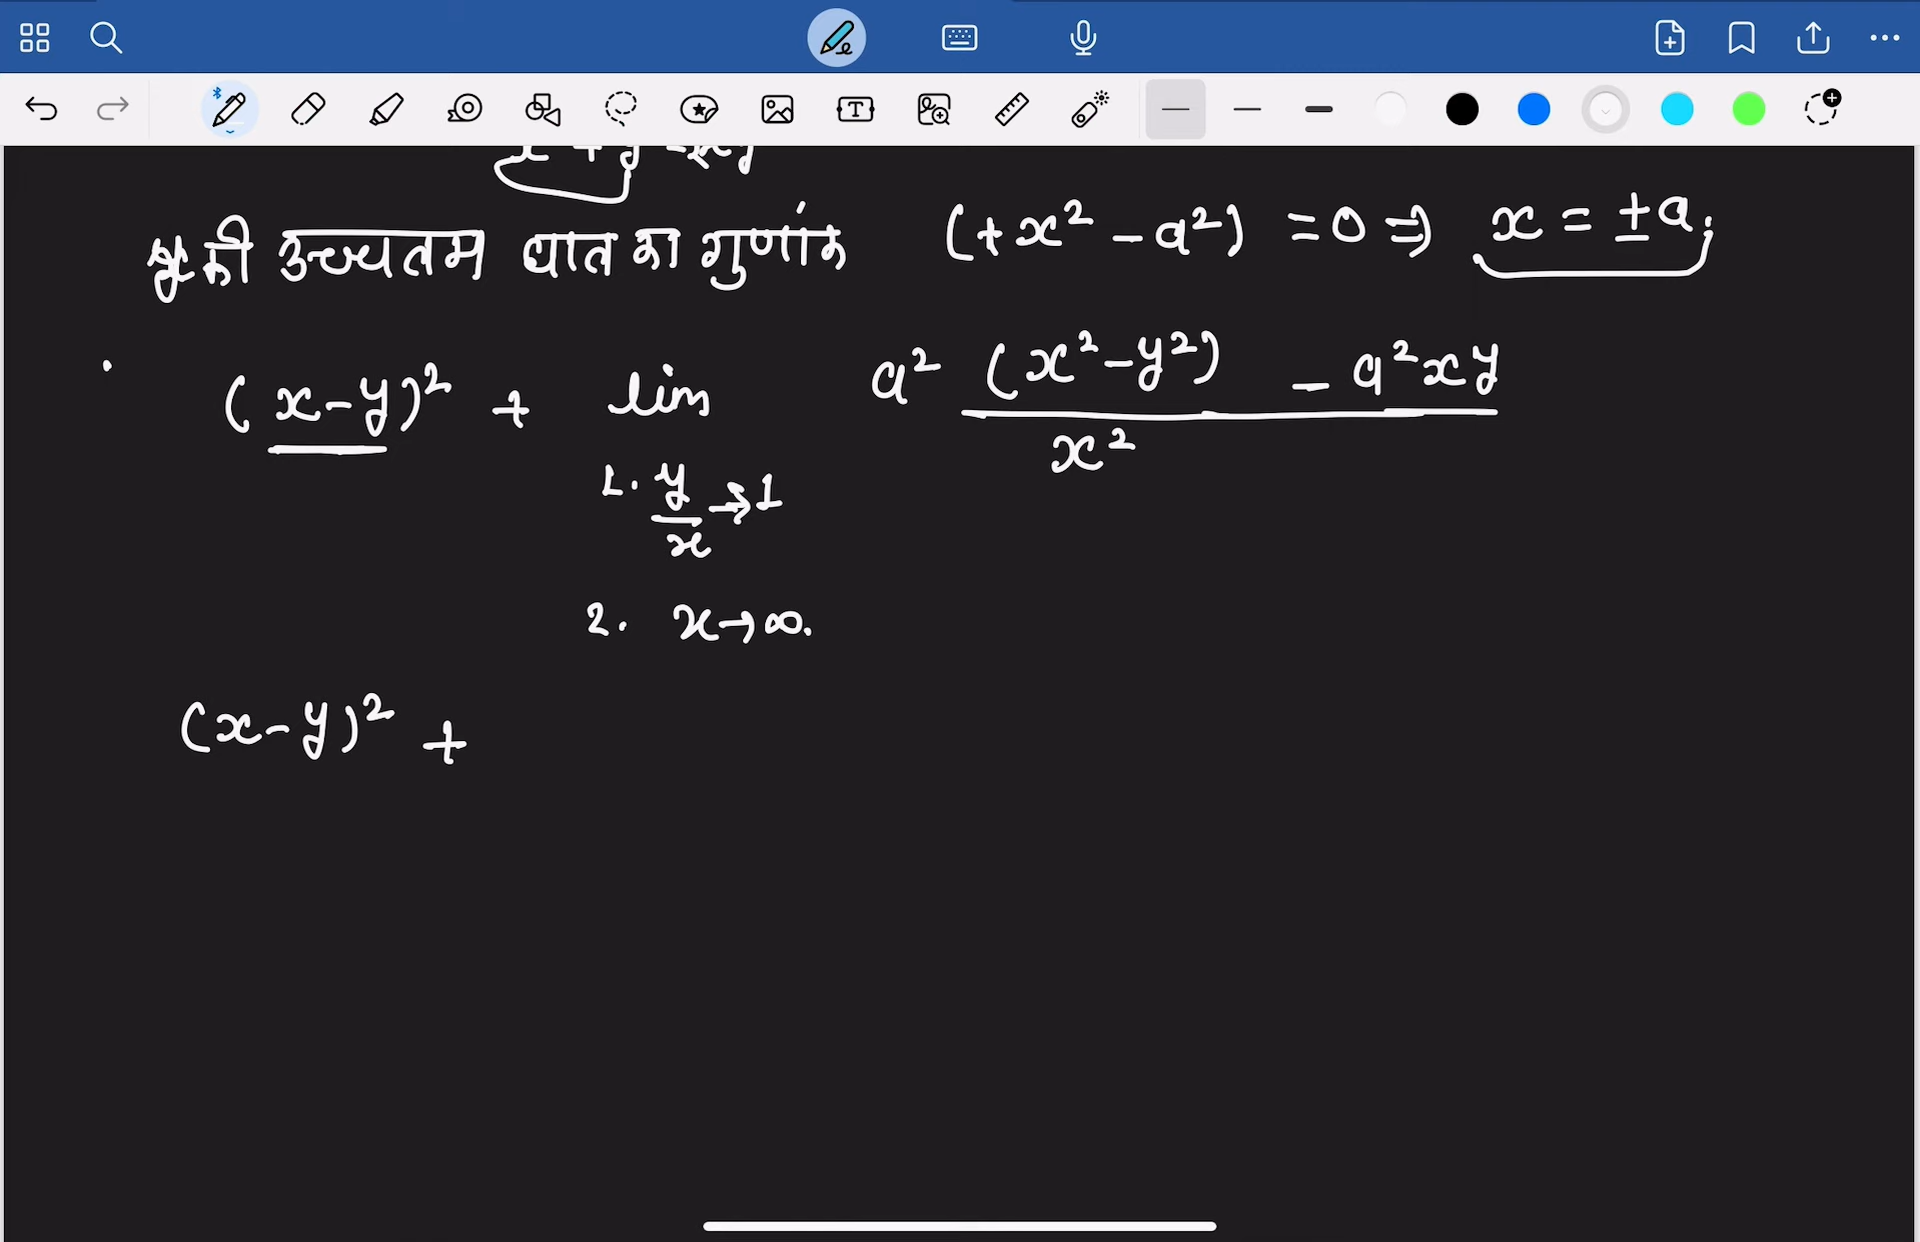 y की उच्चतम घात का गुणांक (+x² - a²) = 0 ⇒ x = ±a;
(x-y)² + lim a² (x²-y²) - a²xy
x²
1. y/x → 1
2. x → ∞.
(x-y)² +